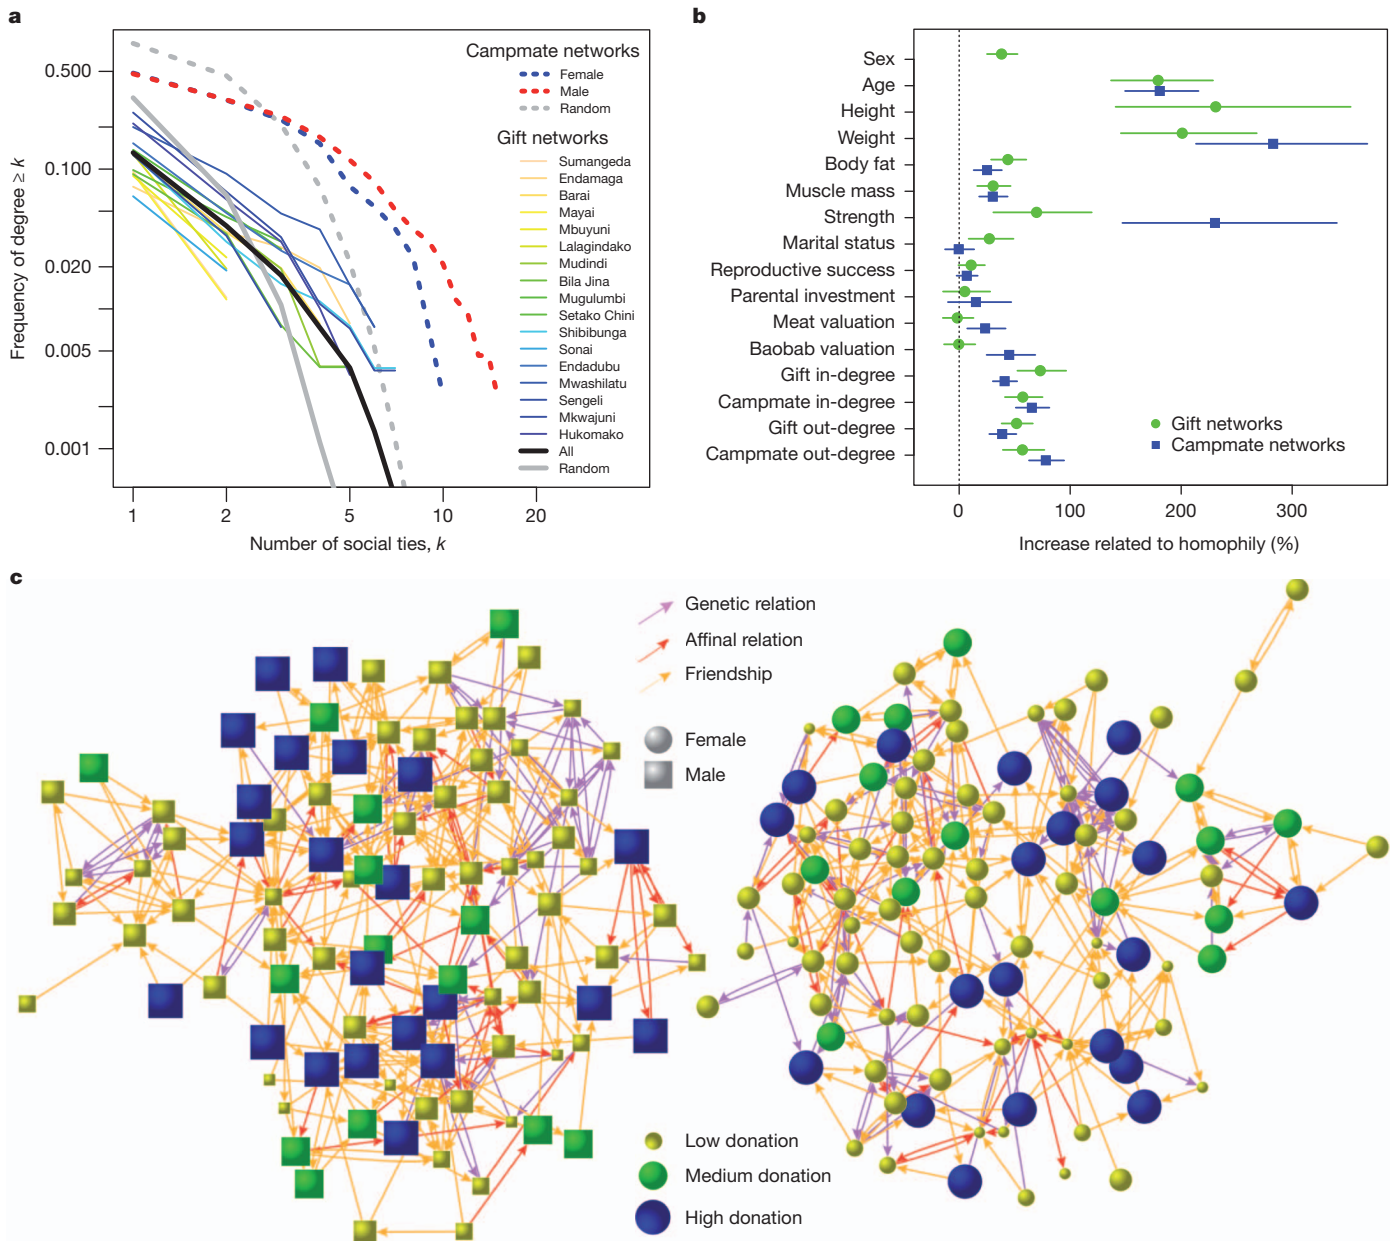 a
Frequency of degree ≥ k
0.500
0.100
0.020
0.005
0.001
1 2 5 10 20
Number of social ties, k
Campmate networks
Female
Male
Random
Gift networks
Sumangeda
Endamaga
Barai
Mayai
Mbuyuni
Lalagindako
Mudindi
Bila Jina
Mugulumbi
Setako Chini
Shibibunga
Sonai
Endadubu
Mwashilatu
Sengeli
Mkwajuni
Hukomako
All
Random
b
Sex
Age
Height
Weight
Body fat
Muscle mass
Strength
Marital status
Reproductive success
Parental investment
Meat valuation
Baobab valuation
Gift in-degree
Campmate in-degree
Gift out-degree
Campmate out-degree
Gift networks
Campmate networks
0 100 200 300
Increase related to homophily (%)
c
Genetic relation
Affinal relation
Friendship
Female
Male
Low donation
Medium donation
High donation